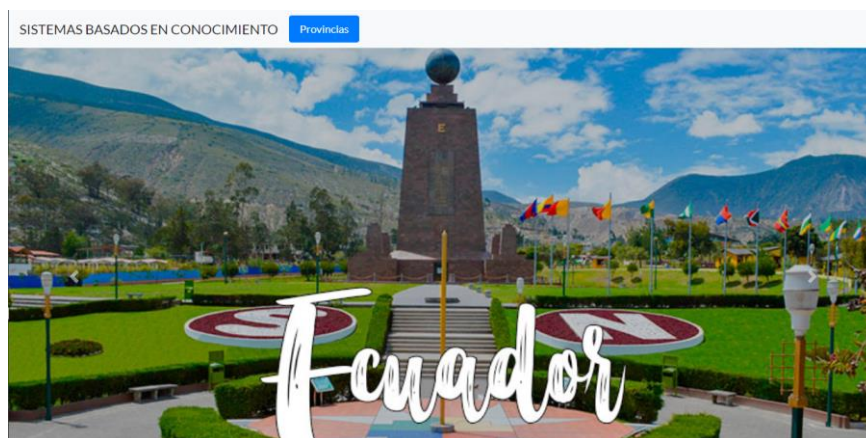 SISTEMAS BASADOS EN CONOCIMIENTO
Provincias
E
S
N
Ecuador